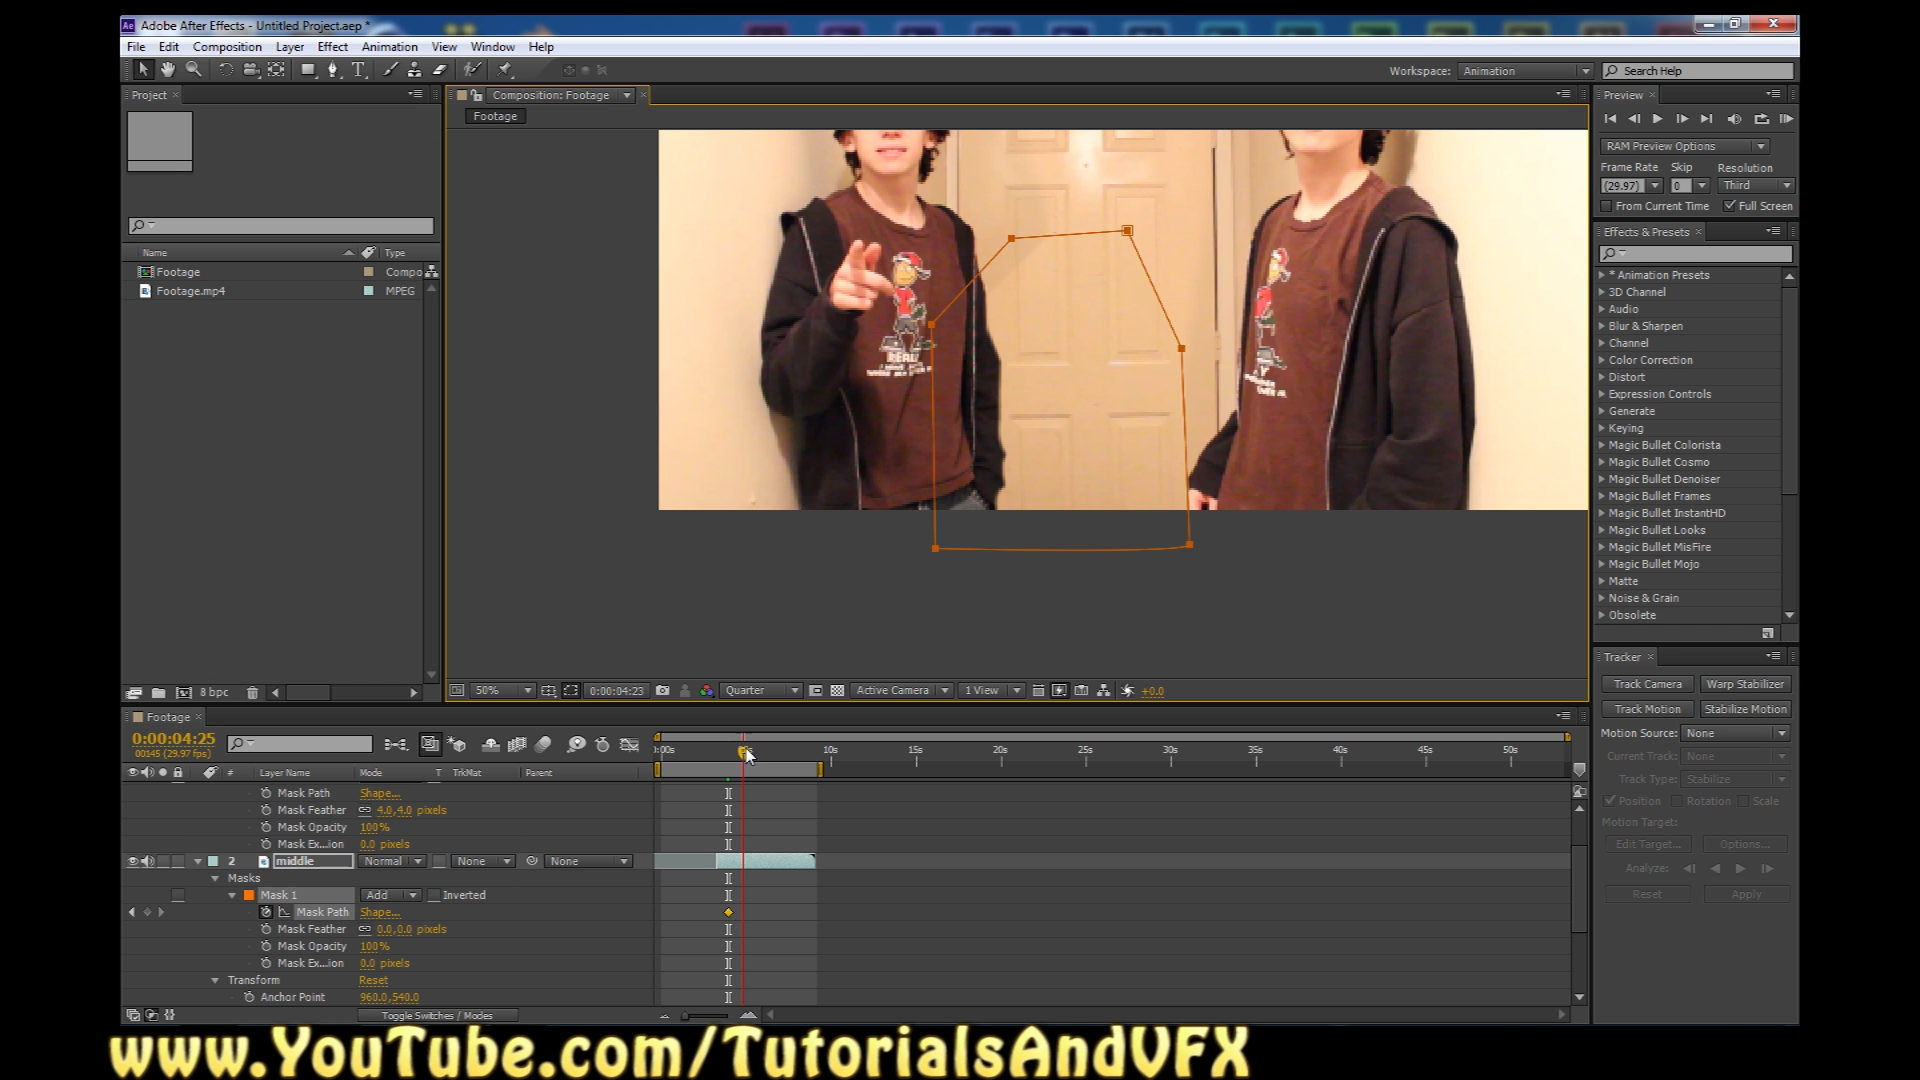 Adobe After Effects - Untitled Project.aep *
File Edit Composition Layer Effect Animation View Window Help
Workspace: Animation Search Help
Project
Composition: Footage
Footage
Name Type
Footage Compo
Footage.mp4 MPEG
8 bpc
50% 0:00:04:23 Quarter Active Camera 1 View +0.0
Preview
RAM Preview Options
Frame Rate Skip Resolution
(29.97) 0 Third
From Current Time Full Screen
Effects & Presets
* Animation Presets
3D Channel
Audio
Blur & Sharpen
Channel
Color Correction
Distort
Expression Controls
Generate
Keying
Magic Bullet Colorista
Magic Bullet Cosmo
Magic Bullet Denoiser
Magic Bullet Frames
Magic Bullet InstantHD
Magic Bullet Looks
Magic Bullet MisFire
Magic Bullet Mojo
Matte
Noise & Grain
Obsolete
Tracker
Track Camera Warp Stabilizer
Track Motion Stabilize Motion
Motion Source: None
Current Track: None
Track Type: Stabilize
Position Rotation Scale
Motion Target:
Edit Target... Options...
Analyze:
Reset Apply
Footage
0:00:04:25
00145 (29.97 fps)
# Layer Name Mode T TrkMat Parent
10s 15s 20s 25s 30s 35s 40s 45s 50s
Mask Path Shape...
Mask Feather 4.0,4.0 pixels
Mask Opacity 100%
Mask Ex...ion 0.0 pixels
2 middle Normal None None
Masks
Mask 1 Add Inverted
Mask Path Shape...
Mask Feather 0.0,0.0 pixels
Mask Opacity 100%
Mask Ex...ion 0.0 pixels
Transform Reset
Anchor Point 960.0,540.0
Toggle Switches / Modes
www.YouTube.com/TutorialsAndVFX